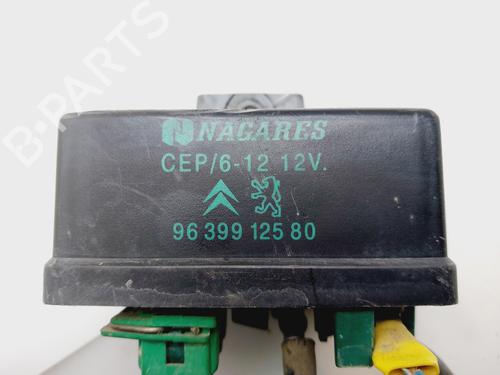 B-PARTS
NAGARES
CEP/6-12 12V.
96 399 125 80